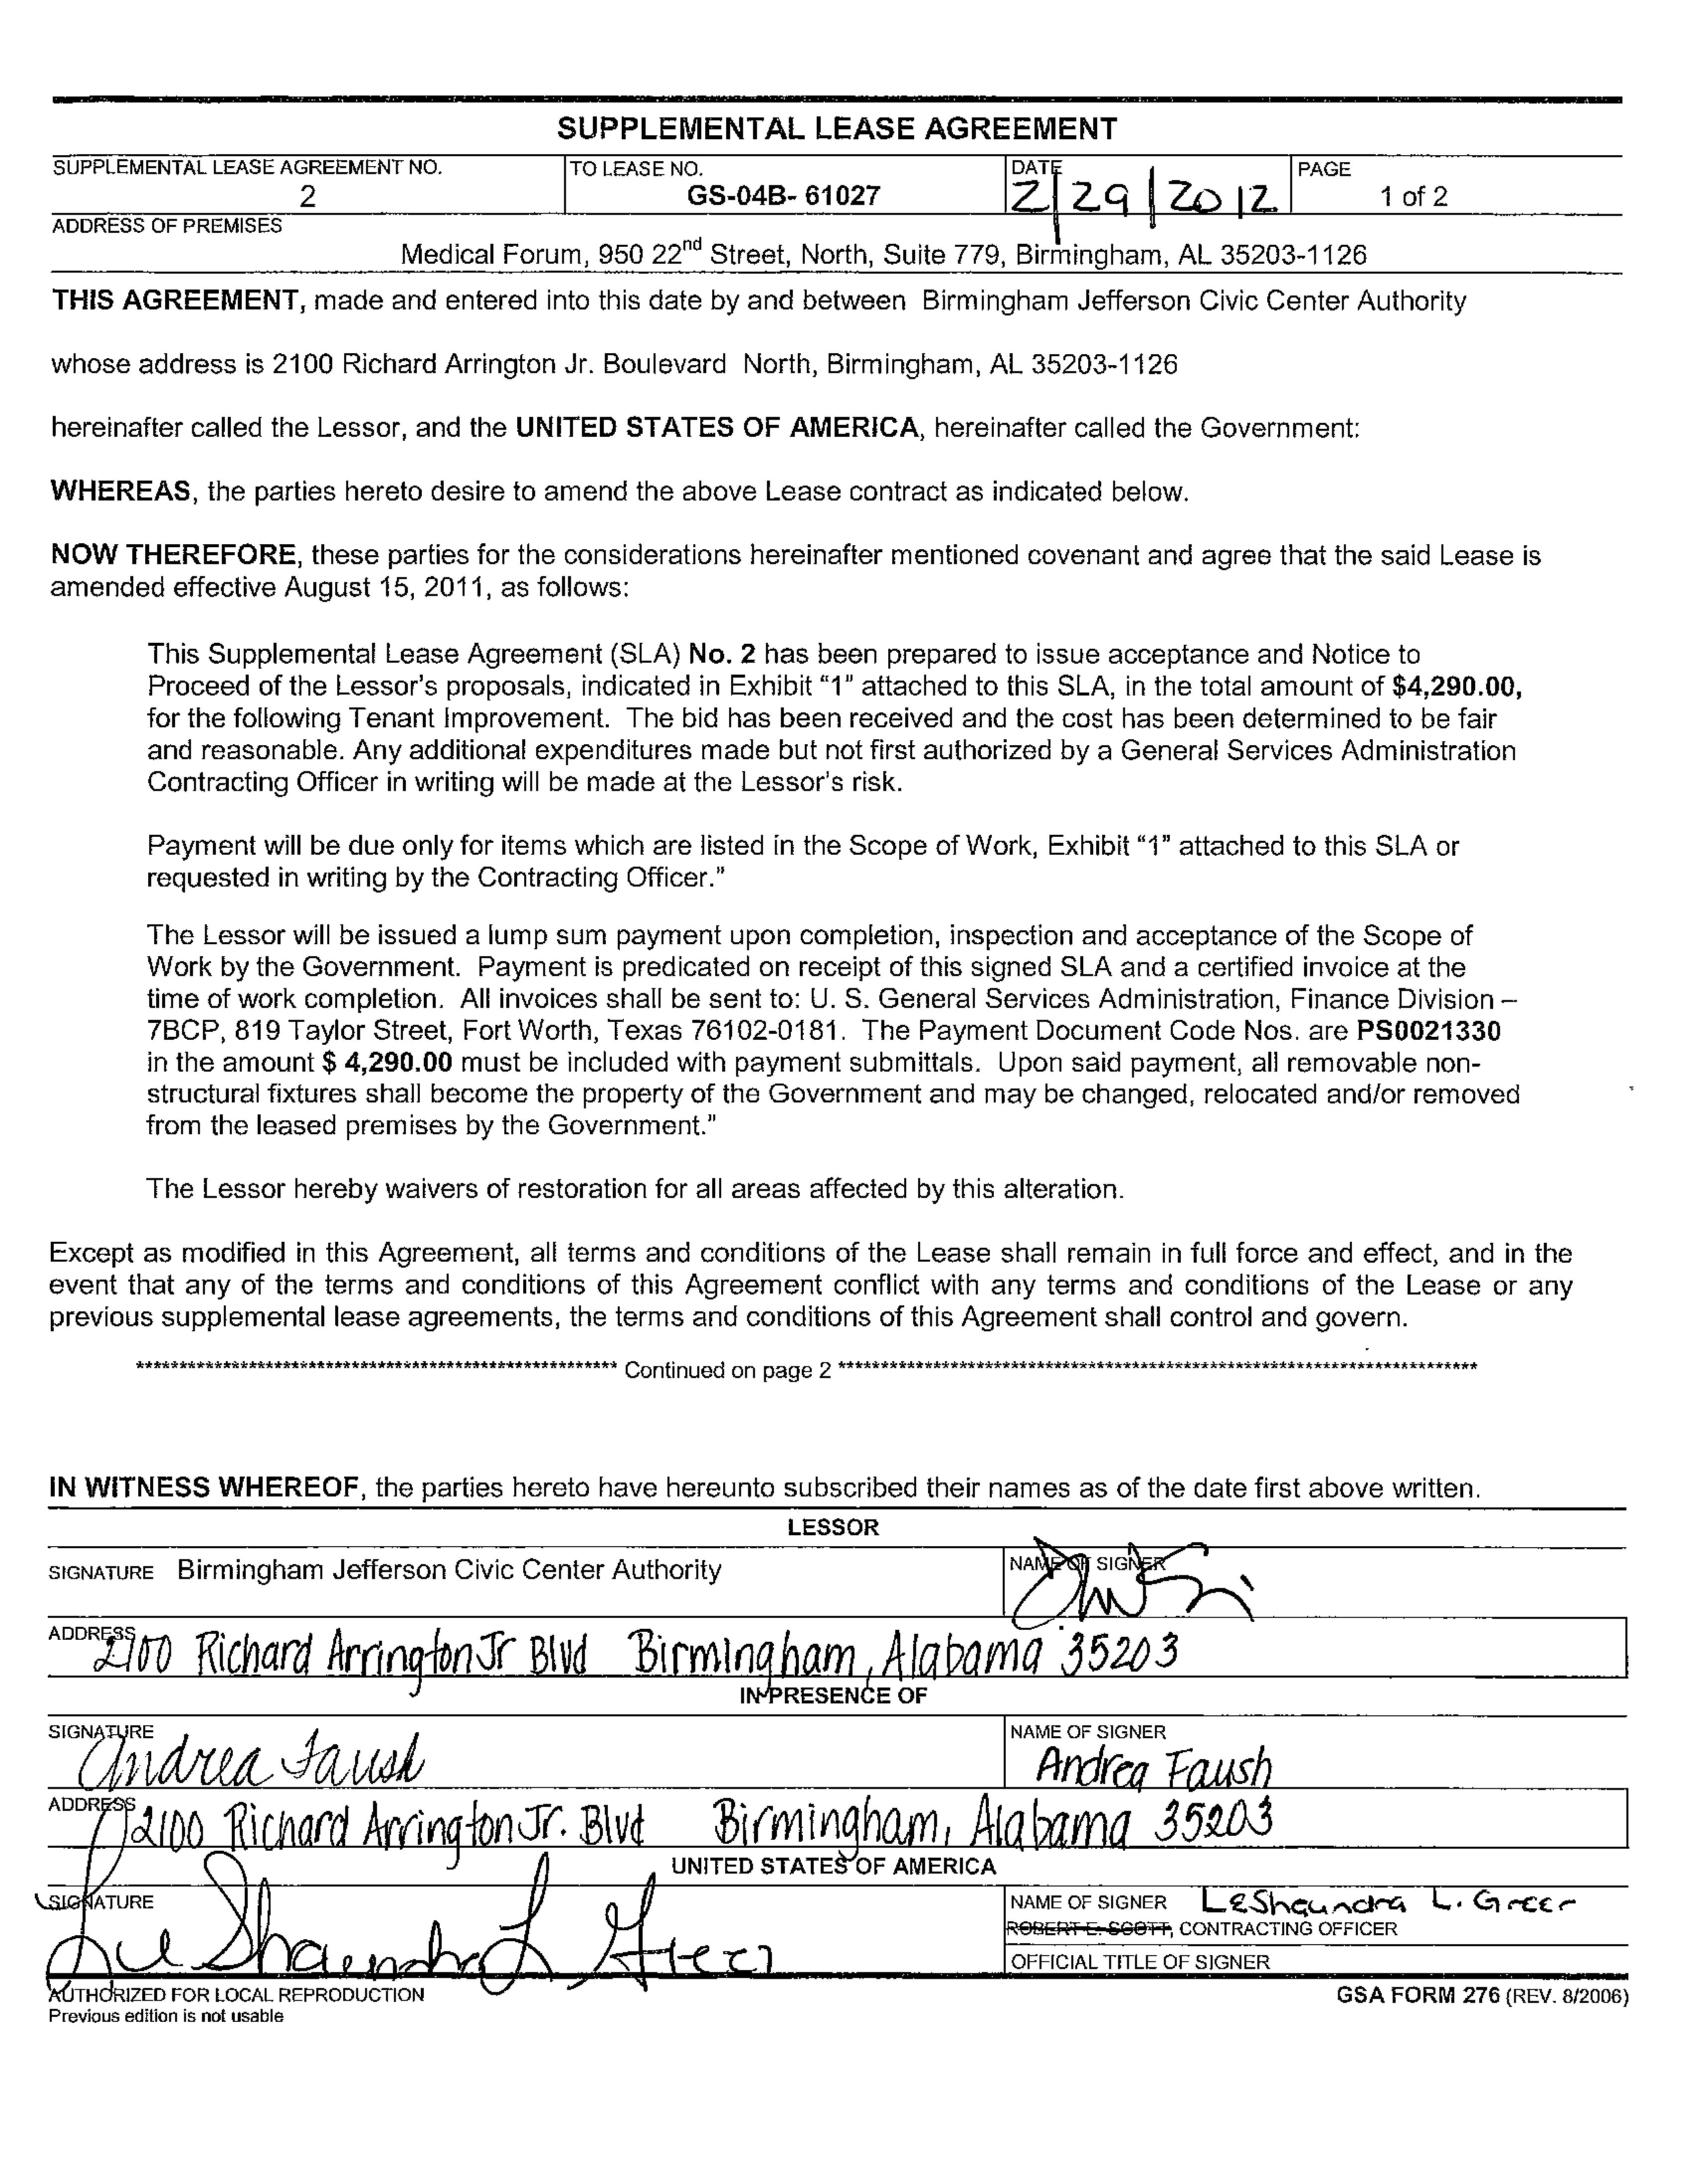 SUPPLEMENTAL LEASE AGREEMENT
SUPPLEMENTAL LEASE AGREEMENT NO.
2
TO LEASE NO.
GS-04B- 61027
DATE
2/29/2012
PAGE
1 of 2
ADDRESS OF PREMISES
Medical Forum, 950 22nd Street, North, Suite 779, Birmingham, AL 35203-1126
THIS AGREEMENT, made and entered into this date by and between Birmingham Jefferson Civic Center Authority
whose address is 2100 Richard Arrington Jr. Boulevard North, Birmingham, AL 35203-1126
hereinafter called the Lessor, and the UNITED STATES OF AMERICA, hereinafter called the Government:
WHEREAS, the parties hereto desire to amend the above Lease contract as indicated below.
NOW THEREFORE, these parties for the considerations hereinafter mentioned covenant and agree that the said Lease is
amended effective August 15, 2011, as follows:
This Supplemental Lease Agreement (SLA) No. 2 has been prepared to issue acceptance and Notice to
Proceed of the Lessor's proposals, indicated in Exhibit "1" attached to this SLA, in the total amount of $4,290.00,
for the following Tenant Improvement. The bid has been received and the cost has been determined to be fair
and reasonable. Any additional expenditures made but not first authorized by a General Services Administration
Contracting Officer in writing will be made at the Lessor's risk.
Payment will be due only for items which are listed in the Scope of Work, Exhibit "1" attached to this SLA or
requested in writing by the Contracting Officer."
The Lessor will be issued a lump sum payment upon completion, inspection and acceptance of the Scope of
Work by the Government. Payment is predicated on receipt of this signed SLA and a certified invoice at the
time of work completion. All invoices shall be sent to: U. S. General Services Administration, Finance Division –
7BCP, 819 Taylor Street, Fort Worth, Texas 76102-0181. The Payment Document Code Nos. are PS0021330
in the amount $ 4,290.00 must be included with payment submittals. Upon said payment, all removable non-
structural fixtures shall become the property of the Government and may be changed, relocated and/or removed
from the leased premises by the Government."
The Lessor hereby waivers of restoration for all areas affected by this alteration.
Except as modified in this Agreement, all terms and conditions of the Lease shall remain in full force and effect, and in the
event that any of the terms and conditions of this Agreement conflict with any terms and conditions of the Lease or any
previous supplemental lease agreements, the terms and conditions of this Agreement shall control and govern.
******************************************************** Continued on page 2 **************************************************************************
IN WITNESS WHEREOF, the parties hereto have hereunto subscribed their names as of the date first above written.
LESSOR
SIGNATURE Birmingham Jefferson Civic Center Authority
NAME OF SIGNER
ADDRESS
2100 Richard Arrington Jr Blvd Birmingham, Alabama 35203
IN PRESENCE OF
SIGNATURE
Andrea Faush
NAME OF SIGNER
Andrea Faush
ADDRESS
2100 Richard Arrington Jr. Blvd Birmingham, Alabama 35203
UNITED STATES OF AMERICA
SIGNATURE
LeShaundra L Greer
NAME OF SIGNER LeShaundra L. Greer
ROBERT E. SCOTT, CONTRACTING OFFICER
OFFICIAL TITLE OF SIGNER
AUTHORIZED FOR LOCAL REPRODUCTION
Previous edition is not usable
GSA FORM 276 (REV. 8/2006)